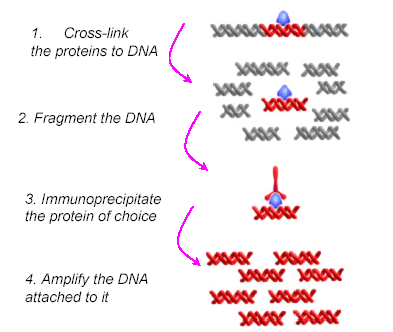 1. Cross-link
the proteins to DNA
2. Fragment the DNA
3. Immunoprecipitate
the protein of choice
4. Amplify the DNA
attached to it